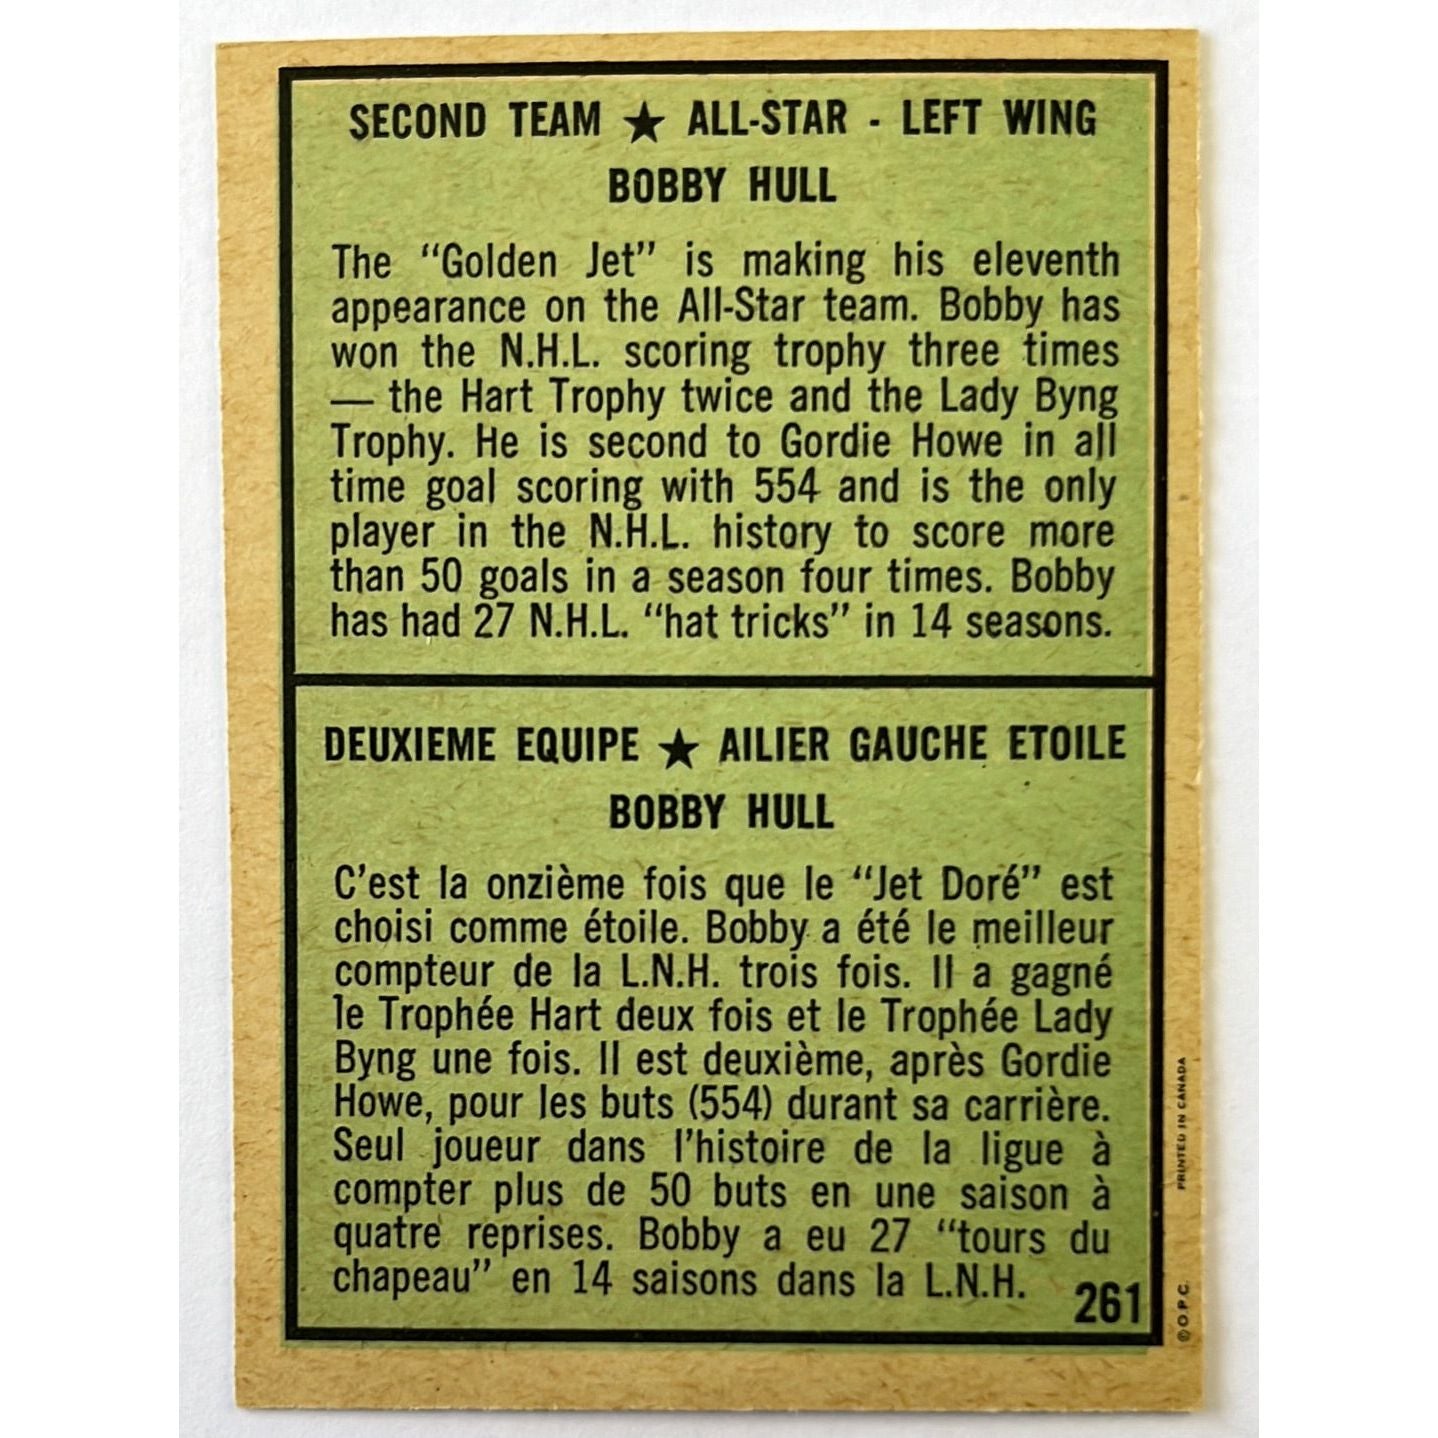 SECOND TEAM ★ ALL-STAR - LEFT WING
BOBBY HULL
The "Golden Jet" is making his eleventh
appearance on the All-Star team. Bobby has
won the N.H.L. scoring trophy three times
— the Hart Trophy twice and the Lady Byng
Trophy. He is second to Gordie Howe in all
time goal scoring with 554 and is the only
player in the N.H.L. history to score more
than 50 goals in a season four times. Bobby
has had 27 N.H.L. "hat tricks" in 14 seasons.
DEUXIEME EQUIPE ★ AILIER GAUCHE ETOILE
BOBBY HULL
C'est la onzième fois que le "Jet Doré" est
choisi comme étoile. Bobby a été le meilleur
compteur de la L.N.H. trois fois. Il a gagné
le Trophée Hart deux fois et le Trophée Lady
Byng une fois. Il est deuxième, après Gordie
Howe, pour les buts (554) durant sa carrière.
Seul joueur dans l'histoire de la ligue à
compter plus de 50 buts en une saison à
quatre reprises. Bobby a eu 27 "tours du
chapeau" en 14 saisons dans la L.N.H.
261
©O.P.C.
PRINTED IN CANADA